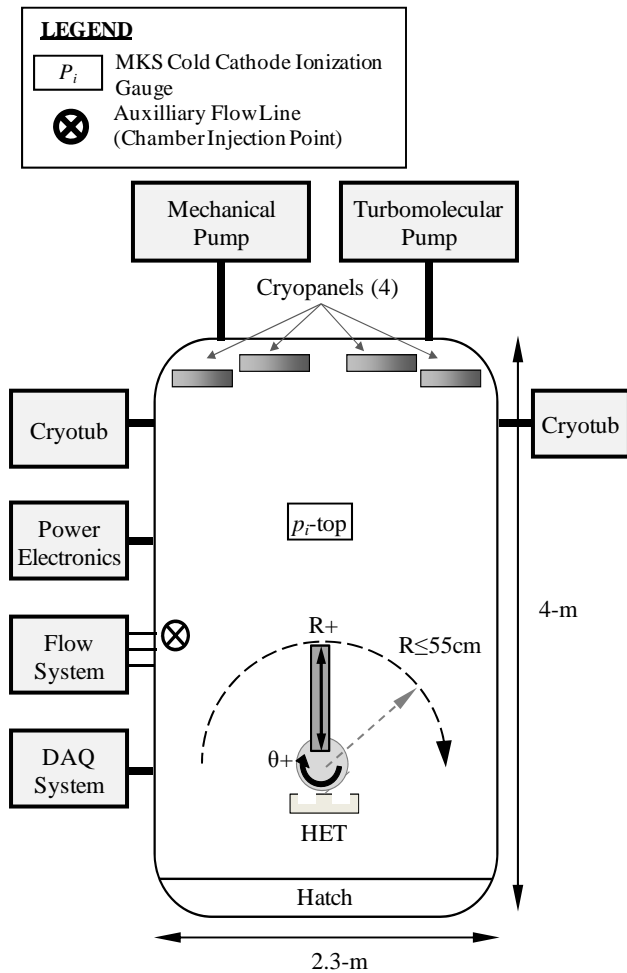 LEGEND
P_i
MKS Cold Cathode Ionization
Gauge
Auxilliary Flow Line
(Chamber Injection Point)
Mechanical
Pump
Turbomolecular
Pump
Cryopanels (4)
Cryotub
Cryotub
Power
Electronics
p_i-top
4-m
Flow
System
R+
R≤55cm
DAQ
System
θ+
HET
Hatch
2.3-m